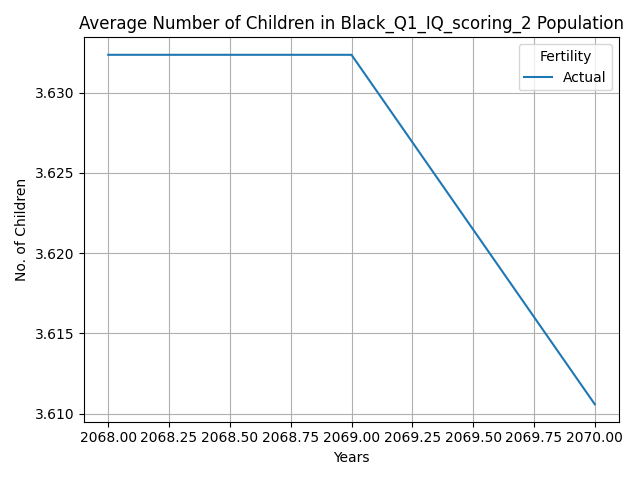 Average Number of Children in Black_Q1_IQ_scoring_2 Population
Fertility
Actual
3.630
3.625
3.620
3.615
3.610
No. of Children
2068.00 2068.25 2068.50 2068.75 2069.00 2069.25 2069.50 2069.75 2070.00
Years